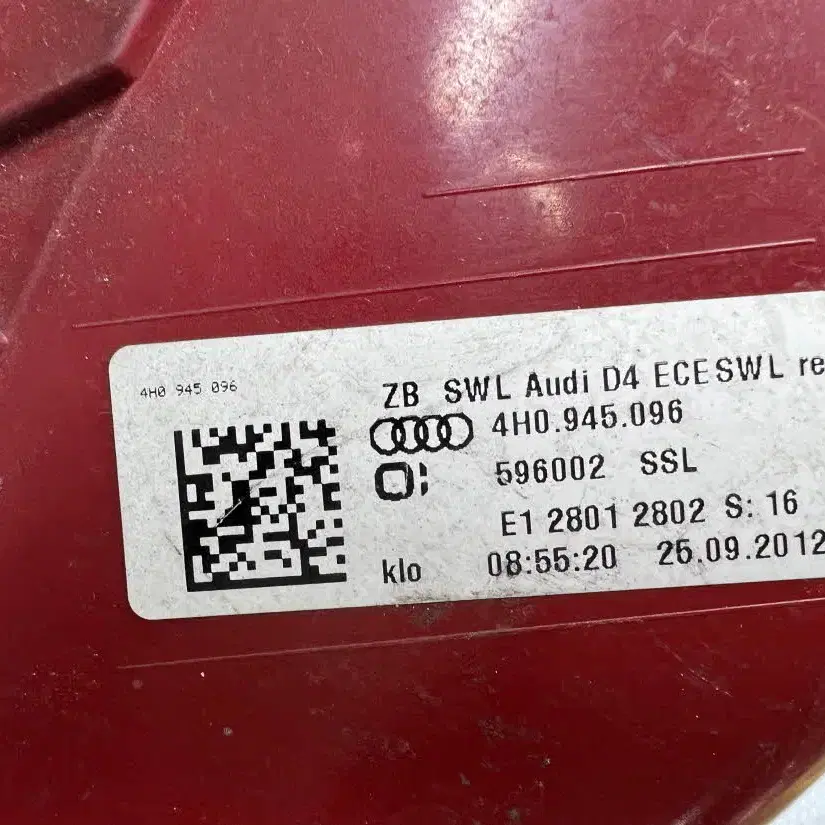 4H0 945 096
ZB SWL Audi D4 ECE SWL re
4H0.945.096
596002 SSL
E1 2801 2802 S: 16
klo 08:55:20 26.09.2012